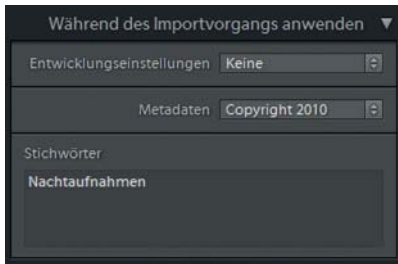 Während des Importvorgangs anwenden
Entwicklungseinstellungen Keine
Metadaten Copyright 2010
Stichwörter
Nachtaufnahmen